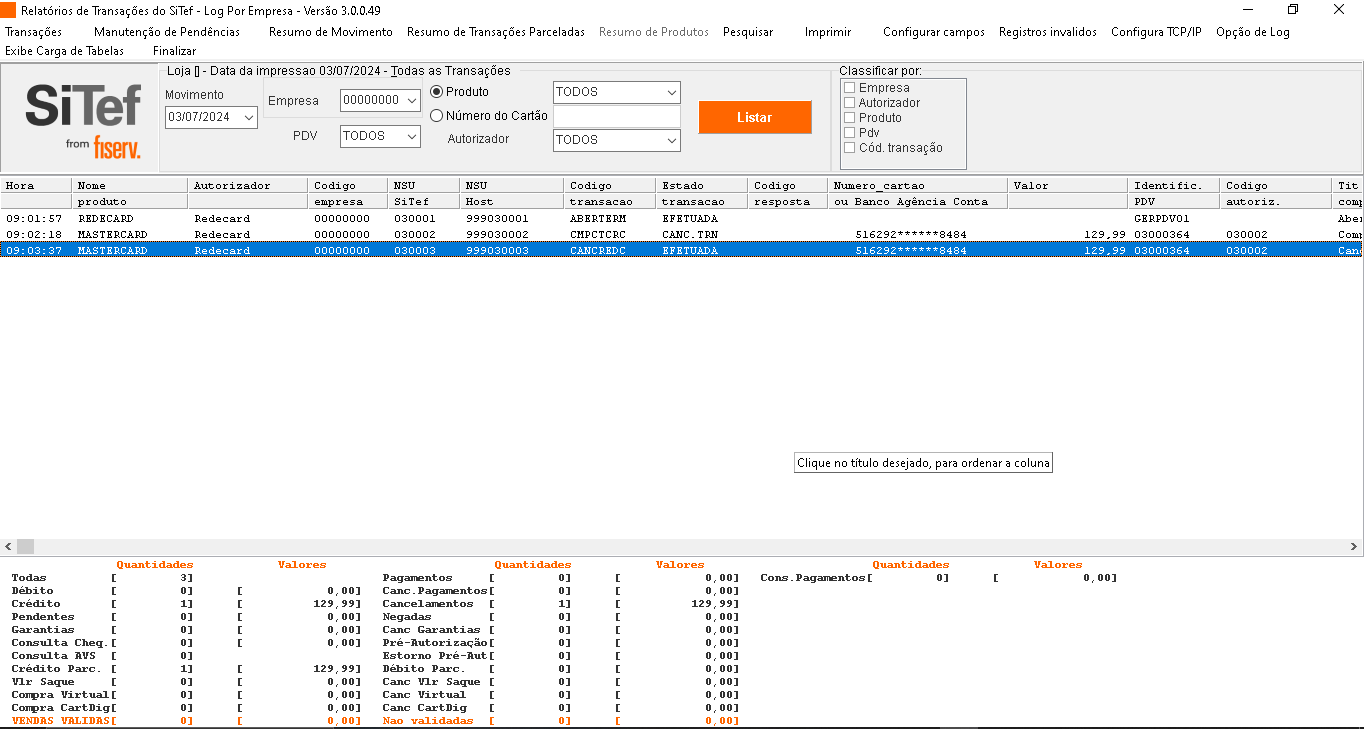 Relatórios de Transações do SiTef - Log Por Empresa - Versão 3.0.0.49
Transações Manutenção de Pendências Resumo de Movimento Resumo de Transações Parceladas Resumo de Produtos Pesquisar Imprimir Configurar campos Registros invalidos Configura TCP/IP Opção de Log
Exibe Carga de Tabelas Finalizar
SiTef
from fiserv.
Loja [] - Data da impressao 03/07/2024 - Todas as Transações
Movimento
03/07/2024
Empresa 00000000
PDV TODOS
Produto TODOS
Número do Cartão
Autorizador TODOS
Listar
Classificar por:
Empresa
Autorizador
Produto
Pdv
Cód. transação
Hora Nome Autorizador Codigo NSU NSU Codigo Estado Codigo Numero_cartao Valor Identific. Codigo Tit
produto empresa SiTef Host transacao transacao resposta ou Banco Agência Conta PDV autoriz. comp
09:01:57 REDECARD Redecard 00000000 030001 999030001 ABERTERM EFETUADA GERPDV01 Aber
09:02:18 MASTERCARD Redecard 00000000 030002 999030002 CMPCTCRC CANC.TRN 516292******8484 129,99 03000364 030002 Comp
09:03:37 MASTERCARD Redecard 00000000 030003 999030003 CANCREDC EFETUADA 516292******8484 129,99 03000364 030002 Canc
Clique no título desejado, para ordenar a coluna
Quantidades Valores Quantidades Valores Quantidades Valores
Todas [ 3] Pagamentos [ 0] [ 0,00] Cons.Pagamentos[ 0] [ 0,00]
Débito [ 0] [ 0,00] Canc.Pagamentos[ 0] [ 0,00]
Crédito [ 1] [ 129,99] Cancelamentos [ 1] [ 129,99]
Pendentes [ 0] [ 0,00] Negadas [ 0] [ 0,00]
Garantias [ 0] [ 0,00] Canc Garantias [ 0] [ 0,00]
Consulta Cheq.[ 0] [ 0,00] Pré-Autorização[ 0] [ 0,00]
Consulta AVS [ 0] Estorno Pré-Aut[ 0] [ 0,00]
Crédito Parc. [ 1] [ 129,99] Débito Parc. [ 0] [ 0,00]
Vlr Saque [ 0] [ 0,00] Canc Vlr Saque [ 0] [ 0,00]
Compra Virtual[ 0] [ 0,00] Canc Virtual [ 0] [ 0,00]
Compra CartDig[ 0] [ 0,00] Canc CartDig [ 0] [ 0,00]
VENDAS VALIDAS[ 0] [ 0,00] Nao validadas [ 0] [ 0,00]